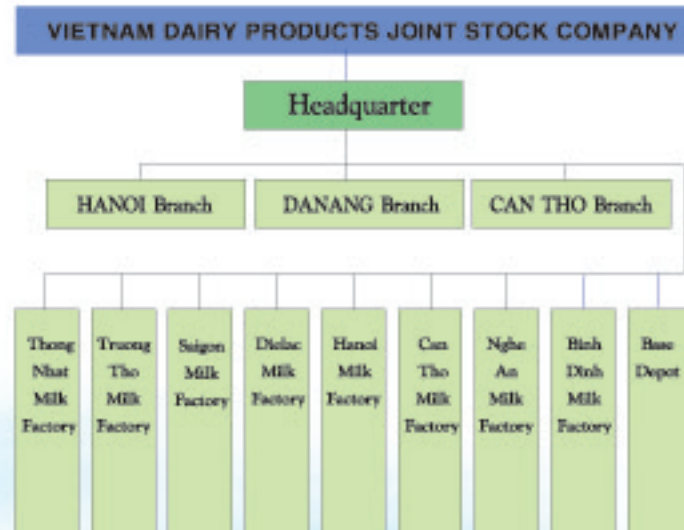 VIETNAM DAIRY PRODUCTS JOINT STOCK COMPANY
Headquarter
HANOI Branch
DANANG Branch
CAN THO Branch
Thong
Nhat
Milk
Factory
Truong
Tho
Milk
Factory
Saigon
Milk
Factory
Dielac
Milk
Factory
Hanoi
Milk
Factory
Can
Tho
Milk
Factory
Nghe
An
Milk
Factory
Binh
Dinh
Milk
Factory
Base
Depot